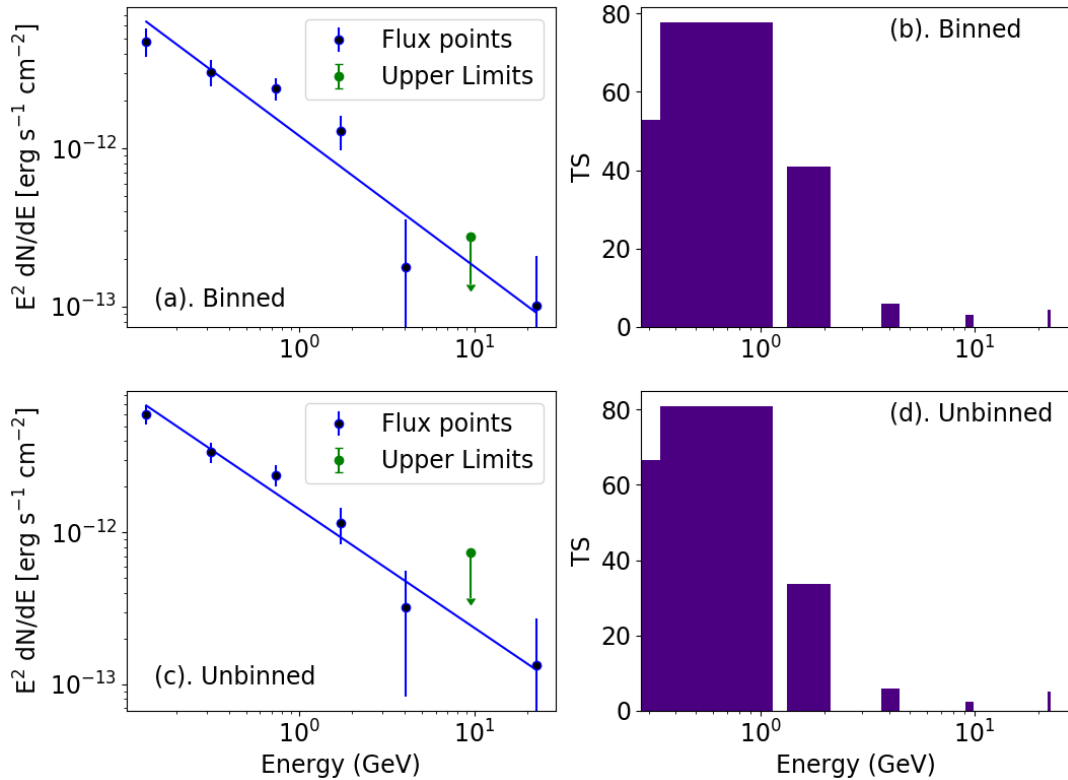 E² dN/dE [erg s⁻¹ cm⁻²]
10⁻¹²
10⁻¹³
Flux points
Upper Limits
(a). Binned
10⁰
10¹
TS
80
60
40
20
0
(b). Binned
10⁰
10¹
E² dN/dE [erg s⁻¹ cm⁻²]
10⁻¹²
10⁻¹³
Flux points
Upper Limits
(c). Unbinned
10⁰
10¹
Energy (GeV)
TS
80
60
40
20
0
(d). Unbinned
10⁰
10¹
Energy (GeV)